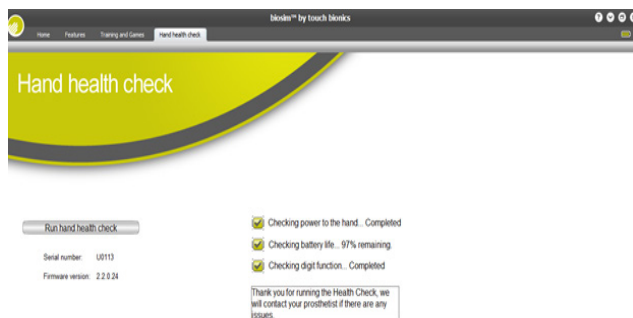 biosim™ by touch bionics
Home Features Training and Games Hand health check
Hand health check
Run hand health check
Serial number: U0113
Firmware version: 2.2.0.24
Checking power to the hand... Completed
Checking battery life... 97% remaining.
Checking digit function... Completed
Thank you for running the Health Check, we
will contact your prosthetist if there are any
issues.